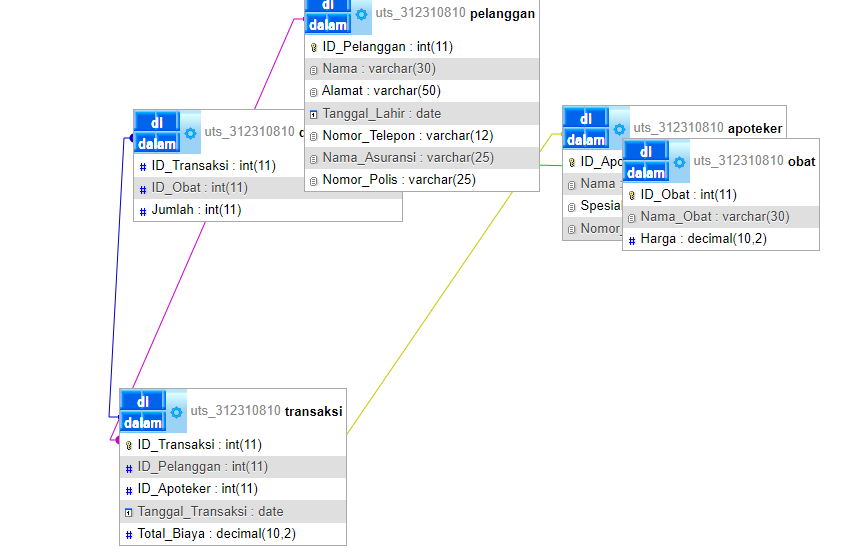 dl
dalam
uts_312310810 pelanggan
ID_Pelanggan : int(11)
Nama : varchar(30)
Alamat : varchar(50)
Tanggal_Lahir : date
Nomor_Telepon : varchar(12)
Nama_Asuransi : varchar(25)
Nomor_Polis : varchar(25)
dl
dalam
uts_312310810
ID_Transaksi : int(11)
ID_Obat : int(11)
Jumlah : int(11)
dl
dalam
uts_312310810 apoteker
ID_Apo
Nama
Spesia
Nomor_
dl
dalam
uts_312310810 obat
ID_Obat : int(11)
Nama_Obat : varchar(30)
Harga : decimal(10,2)
dl
dalam
uts_312310810 transaksi
ID_Transaksi : int(11)
ID_Pelanggan : int(11)
ID_Apoteker : int(11)
Tanggal_Transaksi : date
Total_Biaya : decimal(10,2)